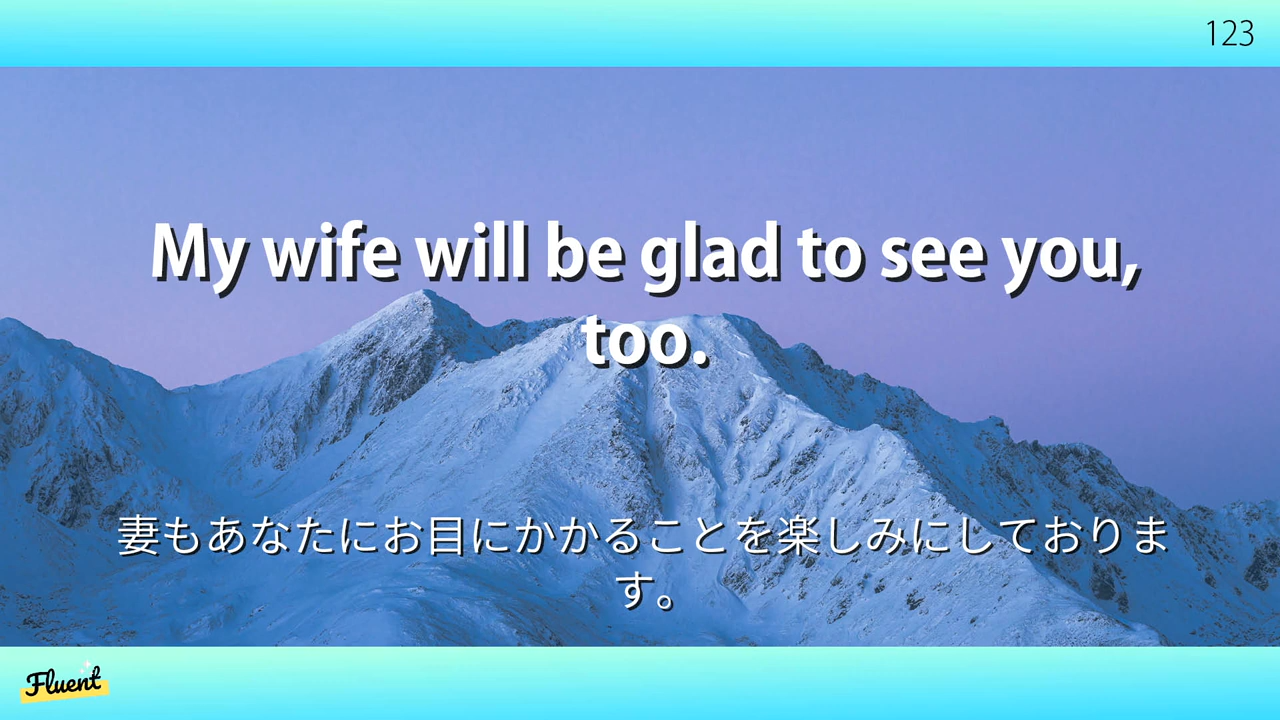 123
My wife will be glad to see you,
too.
妻もあなたにお目にかかることを楽しみにしておりま
す。
Fluent